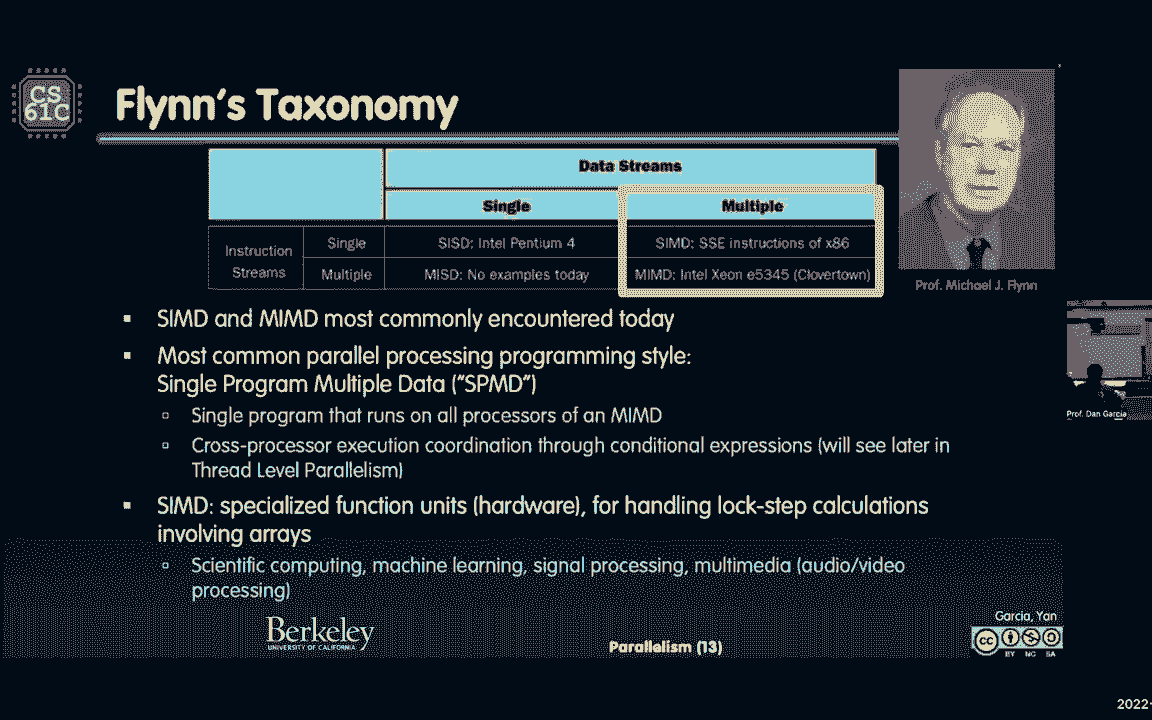 CS
61C
Flynn's Taxonomy
Data Streams
Single Multiple
Instruction Streams Single SISD: Intel Pentium 4 SIMD: SSE instructions of x86
Multiple MISD: No examples today MIMD: Intel Xeon e5345 (Clovertown)
Prof. Michael J. Flynn
▪ SIMD and MIMD most commonly encountered today
▪ Most common parallel processing programming style:
Single Program Multiple Data ("SPMD")
▫ Single program that runs on all processors of an MIMD
▫ Cross-processor execution coordination through conditional expressions (will see later in
Thread Level Parallelism)
▪ SIMD: specialized function units (hardware), for handling lock-step calculations
involving arrays
▫ Scientific computing, machine learning, signal processing, multimedia (audio/video
processing)
Prof. Dan Garcia
Berkeley
UNIVERSITY OF CALIFORNIA
Parallelism (13)
Garcia, Yan
cc
BY NC SA
2022-